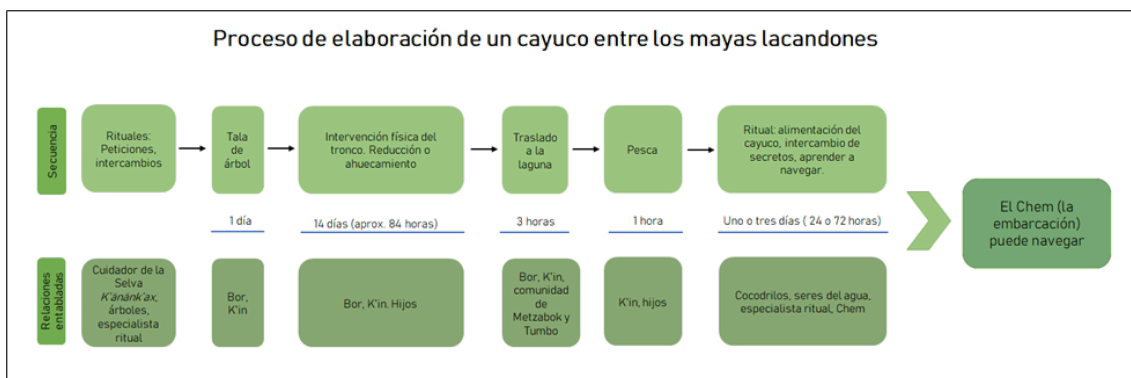 Proceso de elaboración de un cayuco entre los mayas lacandones
Secuencia
Rituales:
Peticiones,
intercambios
Tala
de
árbol
Intervención física del
tronco. Reducción o
ahuecamiento
Traslado
a la
laguna
Pesca
Ritual: alimentación del
cayuco, intercambio de
secretos, aprender a
navegar.
1 día
14 días (aprox. 84 horas)
3 horas
1 hora
Uno o tres días ( 24 o 72 horas)
El Chem (la
embarcación)
puede navegar
Relaciones
entabladas
Cuidador de la
Selva
K'ànànk'ax,
árboles,
especialista
ritual
Bor,
K'in
Bor, K'in. Hijos
Bor, K'in,
comunidad
de
Metzabok y
Tumbo
K'in, hijos
Cocodrilos, seres del agua,
especialista ritual, Chem